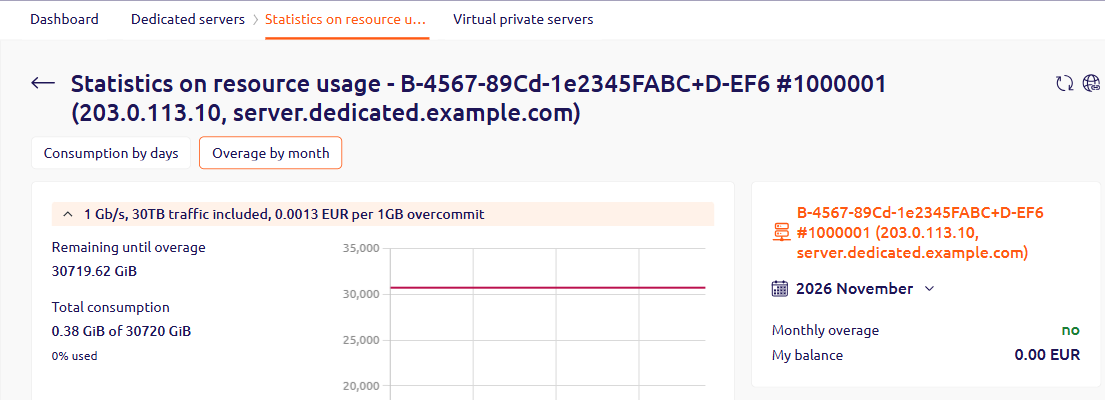 Dashboard
Dedicated servers
Statistics on resource u...
Virtual private servers
Statistics on resource usage - B-4567-89Cd-1e2345FABC+D-EF6 #1000001
(203.0.113.10, server.dedicated.example.com)
Consumption by days
Overage by month
1 Gb/s, 30TB traffic included, 0.0013 EUR per 1GB overcommit
Remaining until overage
30719.62 GiB
Total consumption
0.38 GiB of 30720 GiB
0% used
35,000
30,000
25,000
20,000
B-4567-89Cd-1e2345FABC+D-EF6
#1000001 (203.0.113.10,
server.dedicated.example.com)
2026 November
Monthly overage no
My balance 0.00 EUR